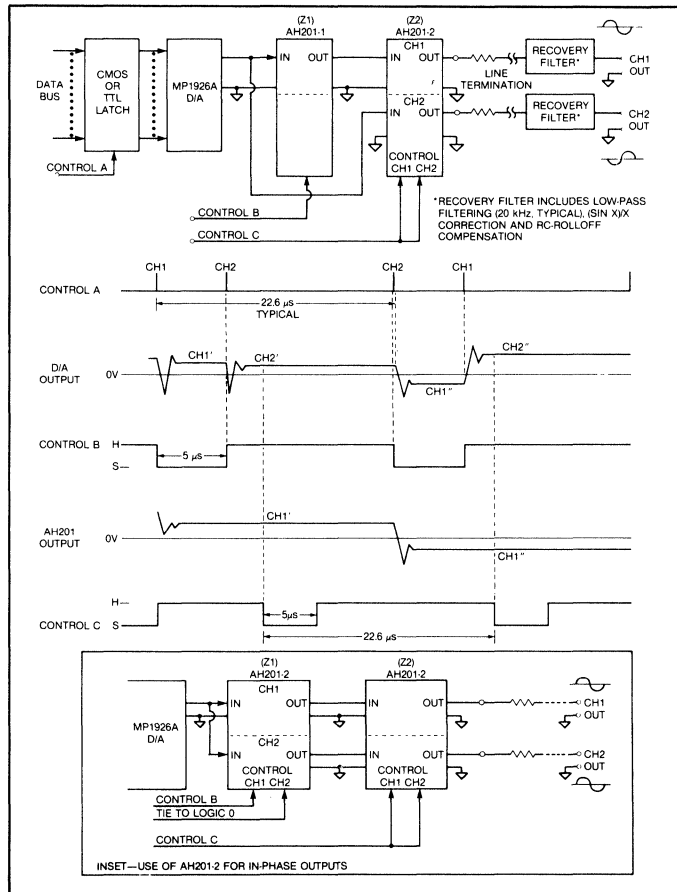 (Z1)
AH201-1
(Z2)
AH201-2
DATA
BUS
CMOS
OR
TTL
LATCH
MP1926A
D/A
IN OUT
CH1
IN OUT
CH2
IN OUT
CONTROL
CH1 CH2
LINE
TERMINATION
RECOVERY
FILTER*
CH1
OUT
RECOVERY
FILTER*
CH2
OUT
CONTROL A
CONTROL B
CONTROL C
*RECOVERY FILTER INCLUDES LOW-PASS
FILTERING (20 kHz, TYPICAL), (SIN X)/X
CORRECTION AND RC-ROLLOFF
COMPENSATION
CH1 CH2 CH2 CH1
CONTROL A
22.6 µs
TYPICAL
D/A
OUTPUT
0V
CH1' CH2' CH1" CH2"
CONTROL B
H
S
5 µs
AH201
OUTPUT
0V
CH1' CH1"
CONTROL C
H
S
5µs
22.6 µs
(Z1)
AH201-2
(Z2)
AH201-2
MP1926A
D/A
CH1
IN OUT
CH2
IN OUT
CONTROL
CH1 CH2
IN OUT
IN OUT
CONTROL
CH1 CH2
CH1
OUT
CH2
OUT
CONTROL B
TIE TO LOGIC 0
CONTROL C
INSET—USE OF AH201-2 FOR IN-PHASE OUTPUTS